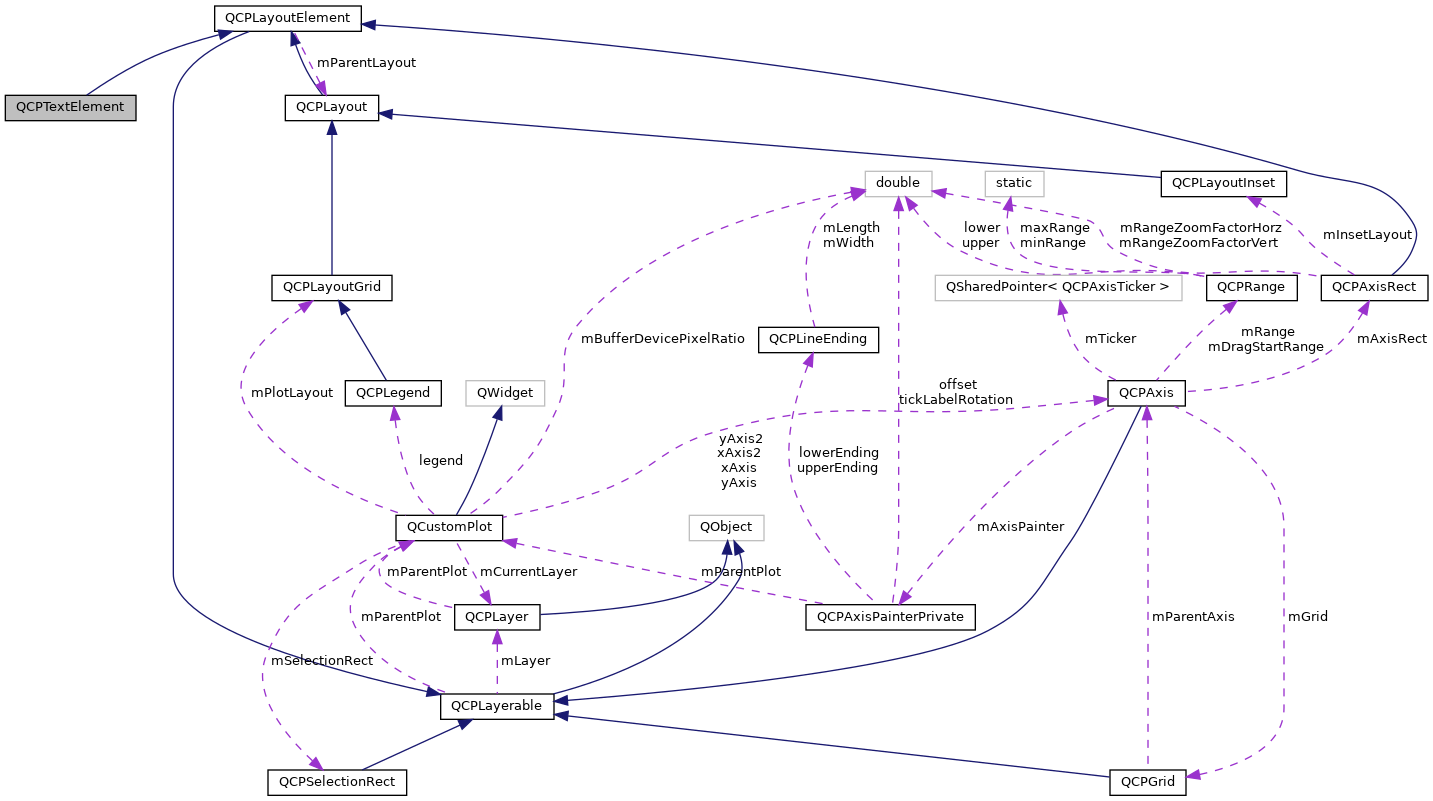 QCPLayoutElement
mParentLayout
QCPTextElement
QCPLayout
double
static
QCPLayoutInset
mLength
mWidth
lower
upper
maxRange
minRange
mRangeZoomFactorHorz
mRangeZoomFactorVert
mInsetLayout
QCPLayoutGrid
QSharedPointer< QCPAxisTicker >
QCPRange
QCPAxisRect
mBufferDevicePixelRatio
QCPLineEnding
mTicker
mRange
mDragStartRange
mAxisRect
mPlotLayout
QCPLegend
QWidget
offset
tickLabelRotation
QCPAxis
legend
yAxis2
xAxis2
xAxis
yAxis
lowerEnding
upperEnding
QCustomPlot
QObject
mAxisPainter
mParentPlot
mCurrentLayer
mParentPlot
mParentPlot
QCPLayer
QCPAxisPainterPrivate
mParentAxis
mGrid
mSelectionRect
mLayer
QCPLayerable
QCPSelectionRect
QCPGrid